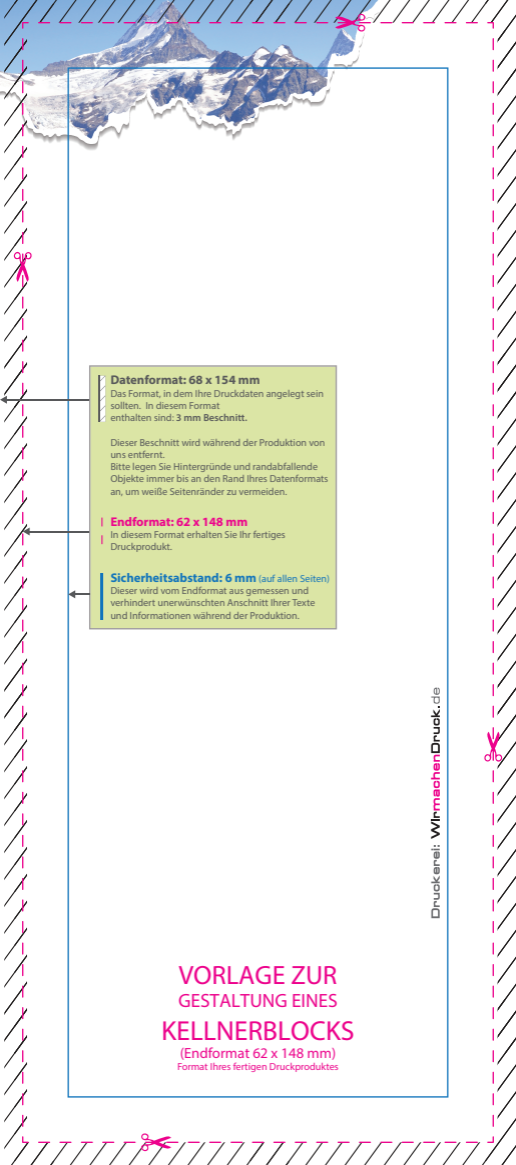 Datenformat: 68 x 154 mm
Das Format, in dem Ihre Druckdaten angelegt sein
sollten. In diesem Format
enthalten sind: 3 mm Beschnitt.
Dieser Beschnitt wird während der Produktion von
uns entfernt.
Bitte legen Sie Hintergründe und randabfallende
Objekte immer bis an den Rand Ihres Datenformats
an, um weiße Seitenränder zu vermeiden.
Endformat: 62 x 148 mm
In diesem Format erhalten Sie Ihr fertiges
Druckprodukt.
Sicherheitsabstand: 6 mm (auf allen Seiten)
Dieser wird vom Endformat aus gemessen und
verhindert unerwünschten Anschnitt Ihrer Texte
und Informationen während der Produktion.
Druckerei: WIrmachenDruck.de
VORLAGE ZUR
GESTALTUNG EINES
KELLNERBLOCKS
(Endformat 62 x 148 mm)
Format Ihres fertigen Druckproduktes